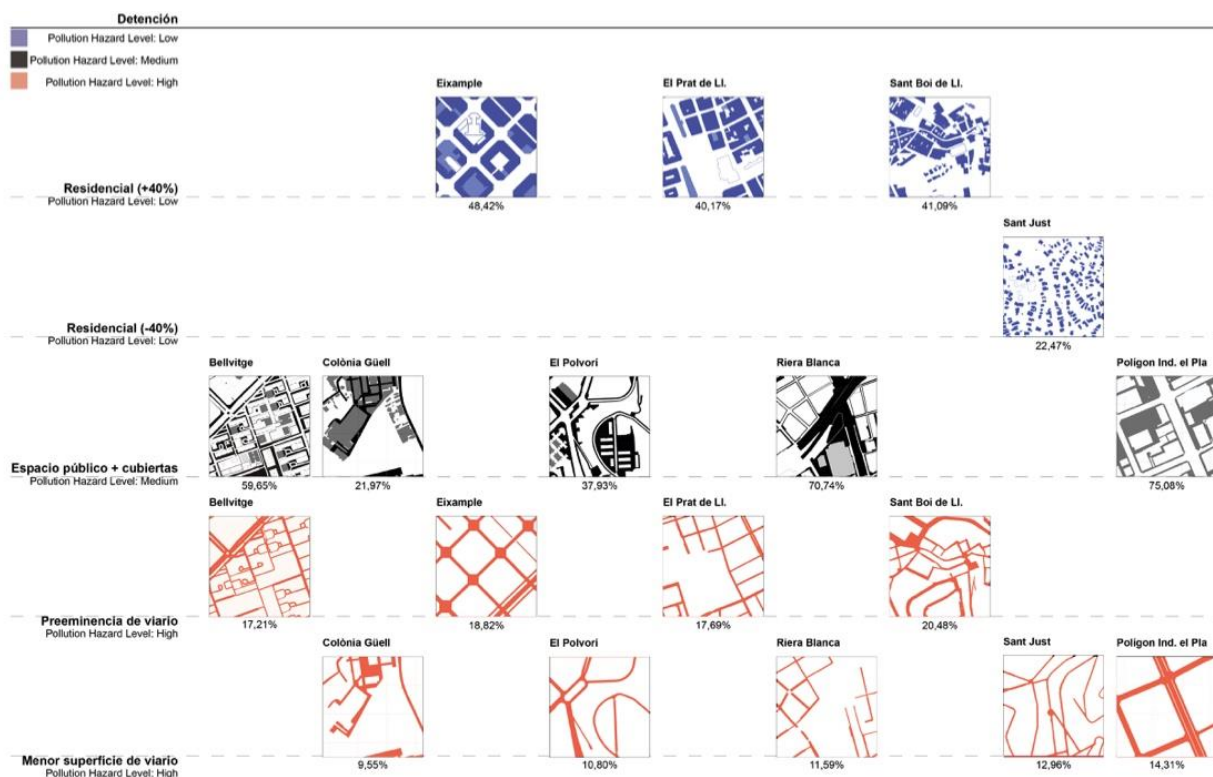 Detención
Pollution Hazard Level: Low
Pollution Hazard Level: Medium
Pollution Hazard Level: High
Eixample
El Prat de Ll.
Sant Boi de Ll.
Residencial (+40%)
Pollution Hazard Level: Low
48,42%
40,17%
41,09%
Sant Just
Residencial (-40%)
Pollution Hazard Level: Low
22,47%
Bellvitge
Colònia Güell
El Polvori
Riera Blanca
Poligon Ind. el Pla
Espacio público + cubiertas
Pollution Hazard Level: Medium
59,65%
21,97%
37,93%
70,74%
75,08%
Bellvitge
Eixample
El Prat de Ll.
Sant Boi de Ll.
Preeminencia de viario
Pollution Hazard Level: High
17,21%
18,82%
17,69%
20,48%
Colònia Güell
El Polvori
Riera Blanca
Sant Just
Poligon Ind. el Pla
Menor superficie de viario
Pollution Hazard Level: High
9,55%
10,80%
11,59%
12,96%
14,31%